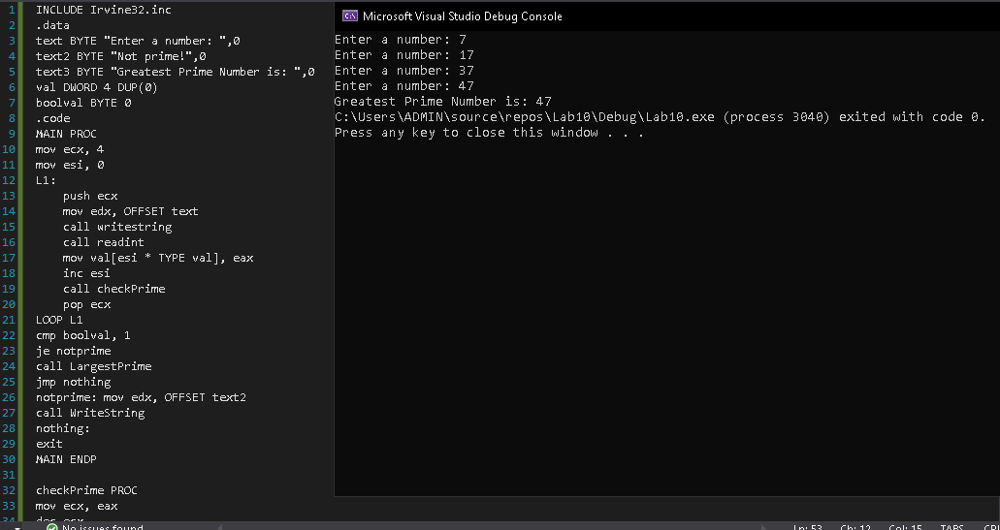 1 INCLUDE Irvine32.inc
2 .data
3 text BYTE "Enter a number: ",0
4 text2 BYTE "Not prime!",0
5 text3 BYTE "Greatest Prime Number is: ",0
6 val DWORD 4 DUP(0)
7 boolval BYTE 0
8 .code
9 MAIN PROC
10 mov ecx, 4
11 mov esi, 0
12 L1:
13 push ecx
14 mov edx, OFFSET text
15 call writestring
16 call readint
17 mov val[esi * TYPE val], eax
18 inc esi
19 call checkPrime
20 pop ecx
21 LOOP L1
22 cmp boolval, 1
23 je notprime
24 call LargestPrime
25 jmp nothing
26 notprime: mov edx, OFFSET text2
27 call WriteString
28 nothing:
29 exit
30 MAIN ENDP
31
32 checkPrime PROC
33 mov ecx, eax
34 dec ecx
No issues found
Microsoft Visual Studio Debug Console
Enter a number: 7
Enter a number: 17
Enter a number: 37
Enter a number: 47
Greatest Prime Number is: 47
C:\Users\ADMIN\source\repos\Lab10\Debug\Lab10.exe (process 3040) exited with code 0.
Press any key to close this window . . .
Ln: 53 Ch: 12 Col: 15 TABS